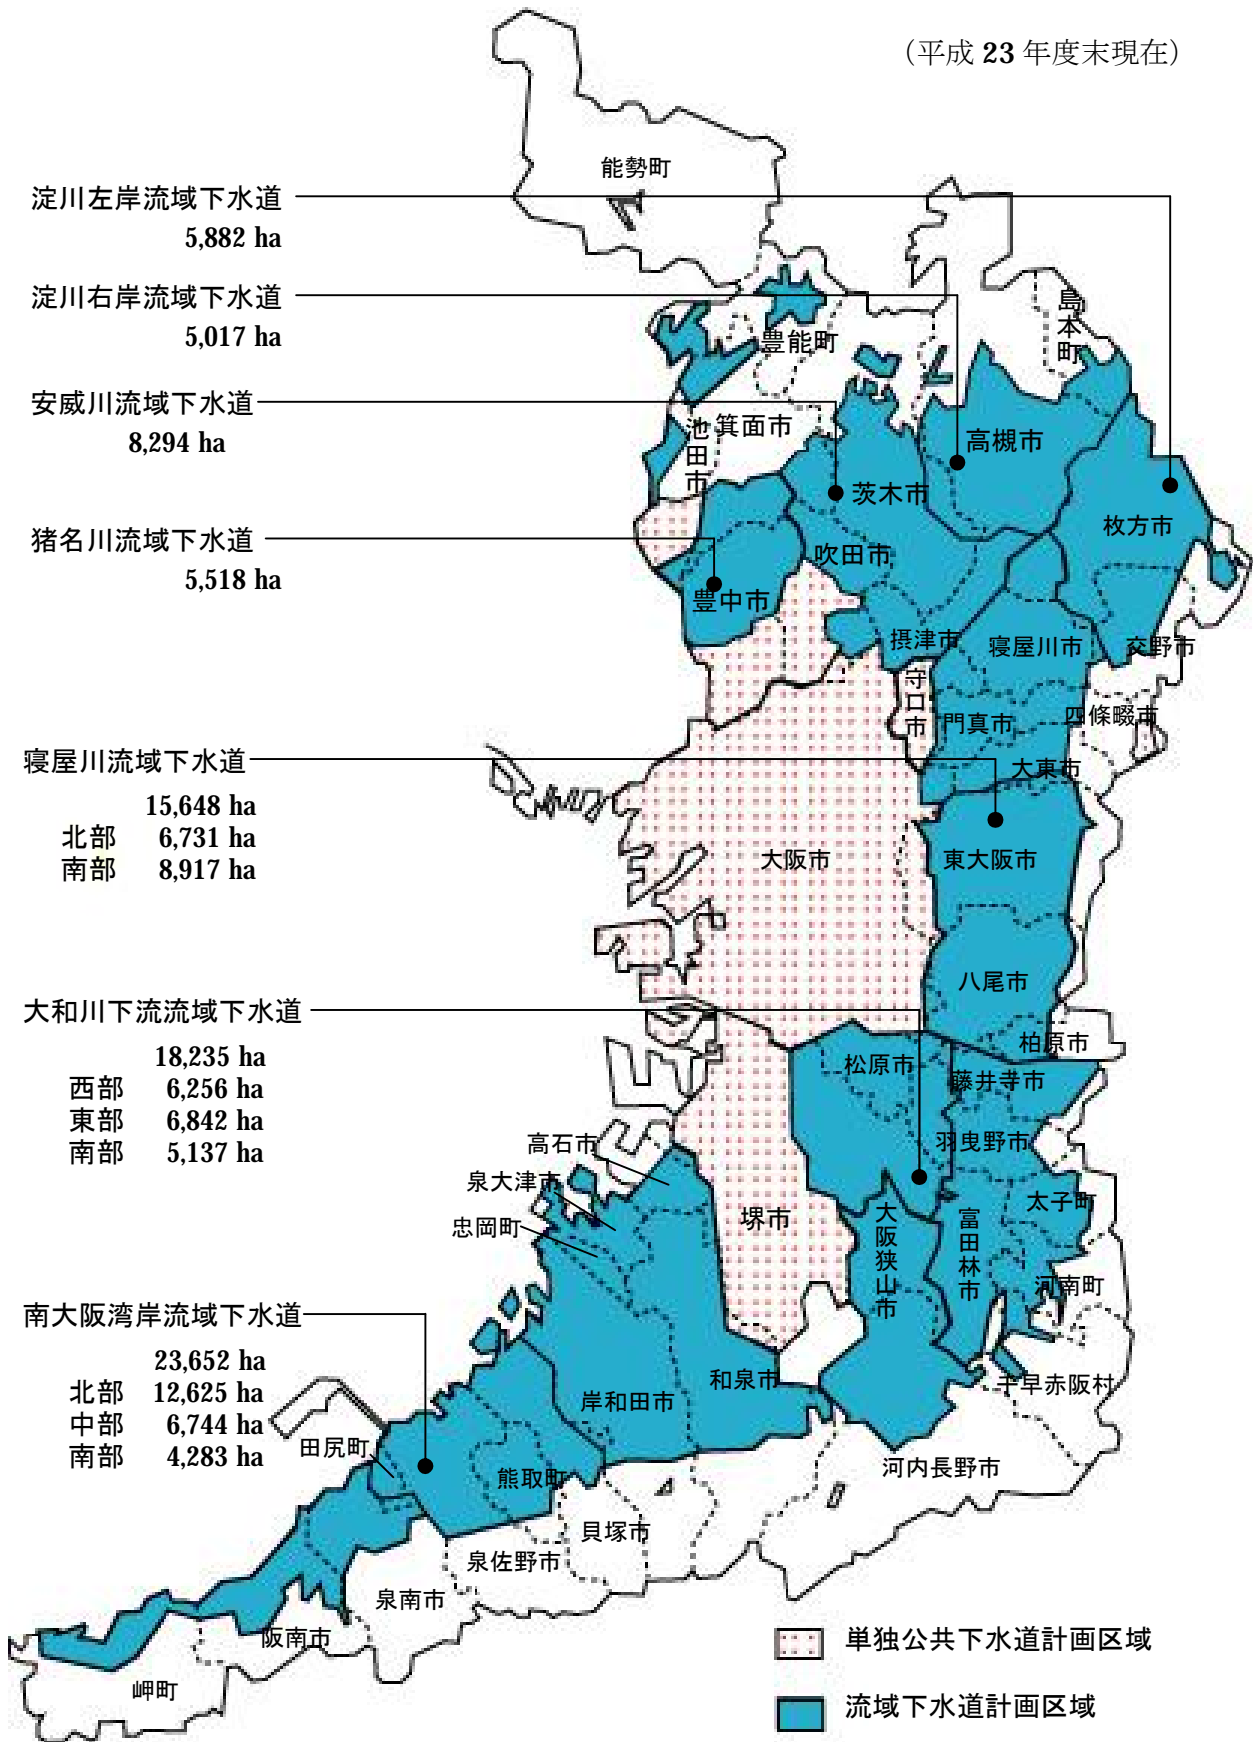 （平成 23 年度末現在）
能勢町
淀川左岸流域下水道
5,882 ha
淀川右岸流域下水道
5,017 ha
島本町
豊能町
安威川流域下水道
8,294 ha
池田市
箕面市
高槻市
茨木市
枚方市
猪名川流域下水道
5,518 ha
吹田市
豊中市
摂津市
寝屋川市
交野市
守口市
門真市
四條畷市
大東市
寝屋川流域下水道
15,648 ha
北部 6,731 ha
南部 8,917 ha
大阪市
東大阪市
八尾市
柏原市
大和川下流流域下水道
18,235 ha
西部 6,256 ha
東部 6,842 ha
南部 5,137 ha
松原市
藤井寺市
羽曳野市
高石市
泉大津市
忠岡町
堺市
大阪狭山市
富田林市
太子町
河南町
南大阪湾岸流域下水道
23,652 ha
北部 12,625 ha
中部 6,744 ha
南部 4,283 ha
和泉市
岸和田市
千早赤阪村
田尻町
熊取町
河内長野市
貝塚市
泉佐野市
泉南市
阪南市
岬町
単独公共下水道計画区域
流域下水道計画区域